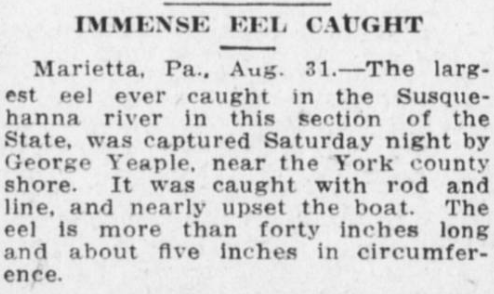 IMMENSE EEL CAUGHT
Marietta, Pa., Aug. 31.—The larg-
est eel ever caught in the Susque-
hanna river in this section of the
State, was captured Saturday night by
George Yeaple, near the York county
shore. It was caught with rod and
line, and nearly upset the boat. The
eel is more than forty inches long
and about five inches in circumfer-
ence.